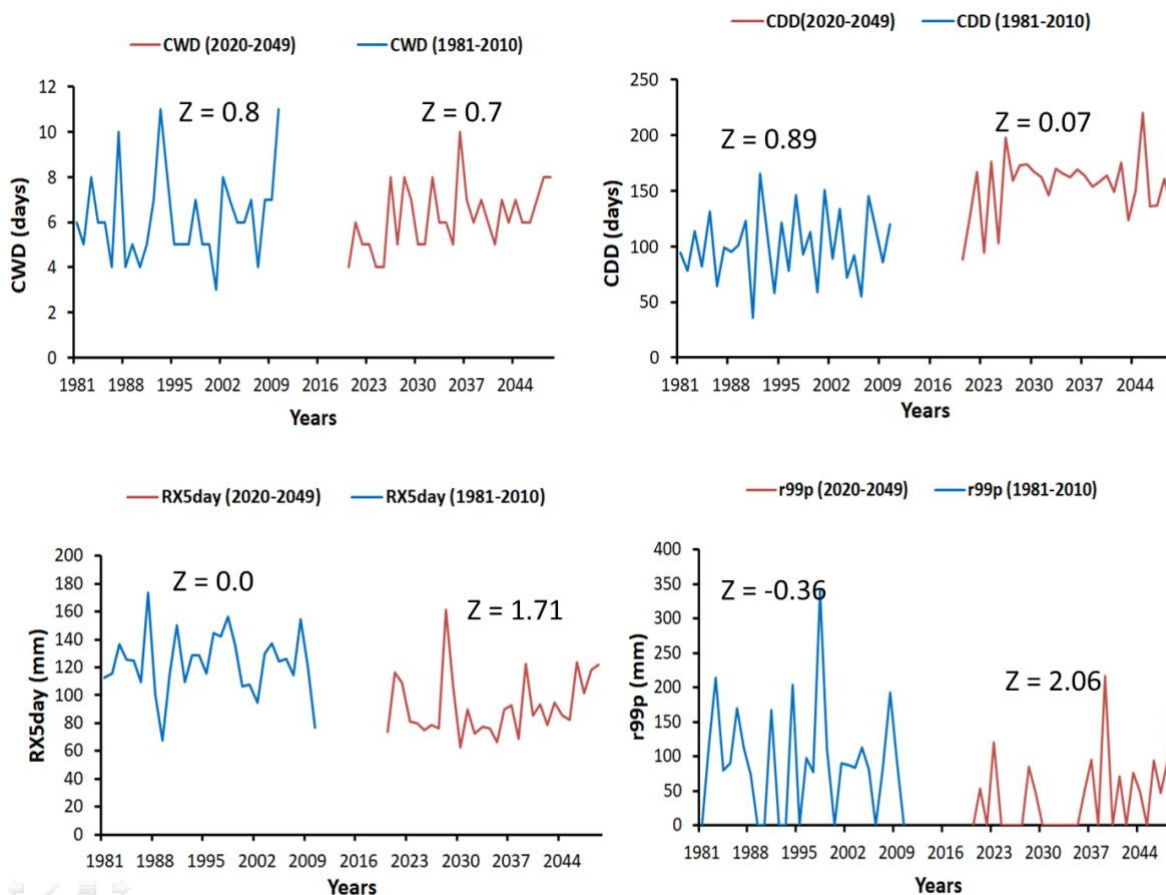 CWD (2020-2049) CWD (1981-2010)
12
10
8
6
4
2
0
CWD (days)
Z = 0.8 Z = 0.7
1981 1988 1995 2002 2009 2016 2023 2030 2037 2044
Years
CDD(2020-2049) CDD (1981-2010)
250
200
150
100
50
0
CDD (days)
Z = 0.89 Z = 0.07
1981 1988 1995 2002 2009 2016 2023 2030 2037 2044
Years
RX5day (2020-2049) RX5day (1981-2010)
200
180
160
140
120
100
80
60
40
20
0
RX5day (mm)
Z = 0.0 Z = 1.71
1981 1988 1995 2002 2009 2016 2023 2030 2037 2044
Years
r99p (2020-2049) r99p (1981-2010)
400
350
300
250
200
150
100
50
0
r99p (mm)
Z = -0.36 Z = 2.06
1981 1988 1995 2002 2009 2016 2023 2030 2037 2044
Years